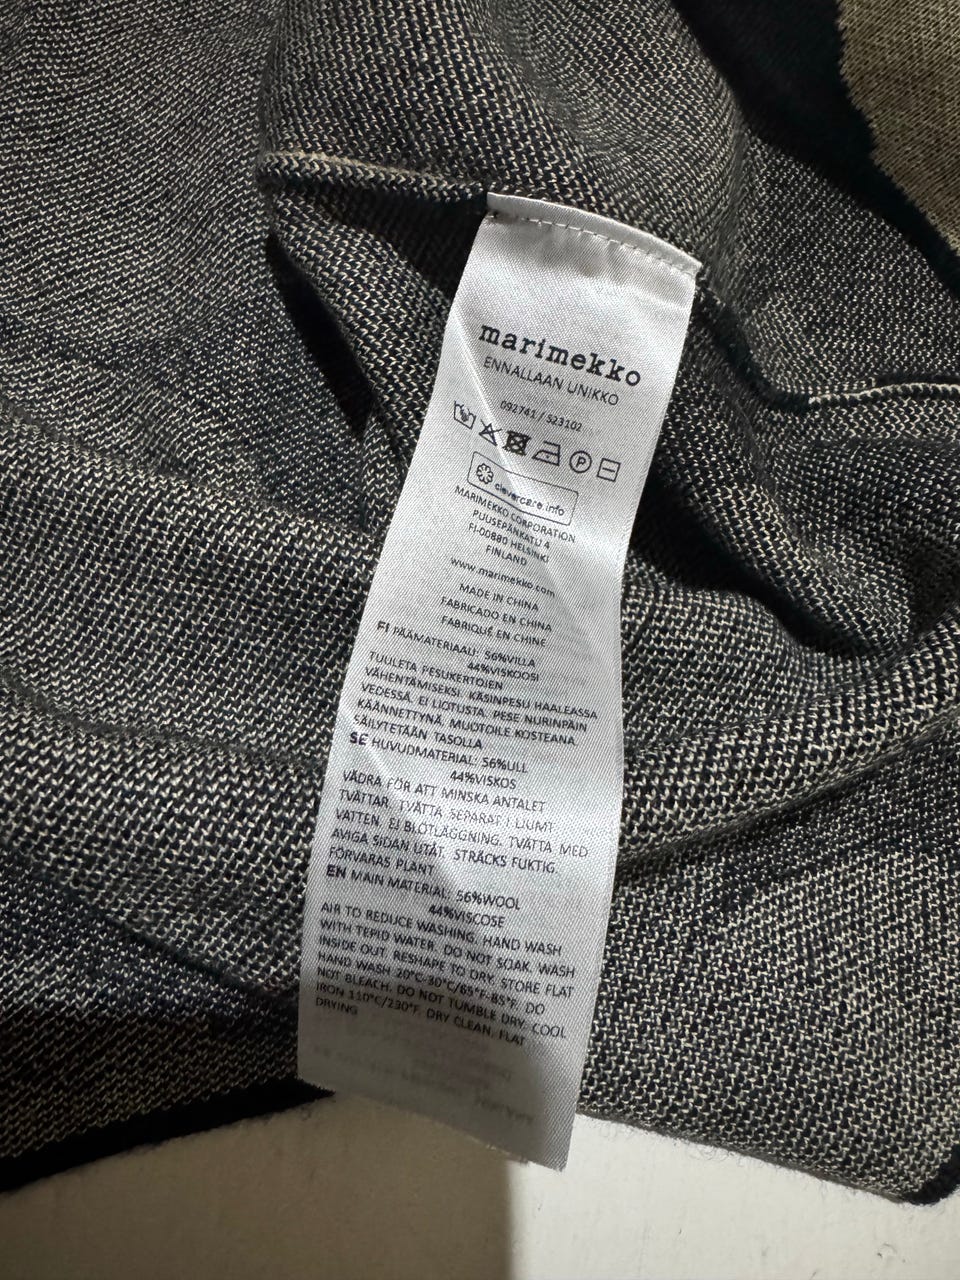 marimekko
ENNALLAAN UNIKKO
092741 / 523102
P
clevercare.info
MARIMEKKO CORPORATION
PUUSEPÄNKATU 4
FI-00880 HELSINKI
FINLAND
www.marimekko.com
MADE IN CHINA
FABRICADO EN CHINA
FABRIQUÉ EN CHINE
FI PÄÄMATERIAALI: 56%VILLA
44%VISKOOSI
TUULETA PESUKERTOJEN
VÄHENTÄMISEKSI. KÄSINPESU HAALEASSA
VEDESSÄ. EI LIOTUSTA. PESE NURINPÄIN
KÄÄNNETTYNÄ. MUOTOILE KOSTEANA.
SÄILYTETÄÄN TASOLLA
SE HUVUDMATERIAL: 56%ULL
44%VISKOS
VÄDRA FÖR ATT MINSKA ANTALET
TVÄTTAR. TVÄTTA SEPARAT I LJUMT
VATTEN. EJ BLÖTLÄGGNING. TVÄTTA MED
AVIGA SIDAN UTÅT. STRÄCKS FUKTIG.
FÖRVARAS PLANT
EN MAIN MATERIAL: 56%WOOL
44%VISCOSE
AIR TO REDUCE WASHING. HAND WASH
WITH TEPID WATER. DO NOT SOAK. WASH
INSIDE OUT. RESHAPE TO DRY. STORE FLAT
HAND WASH 20°C-30°C/65°F-85°F. DO
NOT BLEACH. DO NOT TUMBLE DRY. COOL
IRON 110°C/230°F. DRY CLEAN. FLAT
DRYING